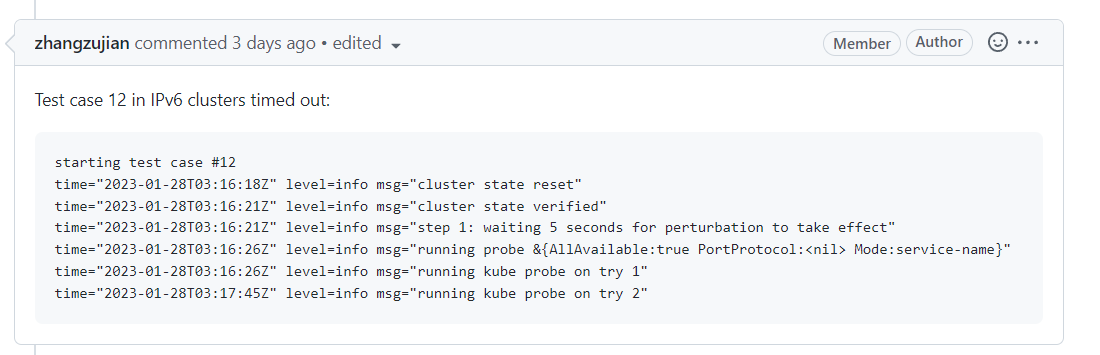 zhangzujian commented 3 days ago • edited
Member
Author
Test case 12 in IPv6 clusters timed out:
starting test case #12
time="2023-01-28T03:16:18Z" level=info msg="cluster state reset"
time="2023-01-28T03:16:21Z" level=info msg="cluster state verified"
time="2023-01-28T03:16:21Z" level=info msg="step 1: waiting 5 seconds for perturbation to take effect"
time="2023-01-28T03:16:26Z" level=info msg="running probe &{AllAvailable:true PortProtocol:<nil> Mode:service-name}"
time="2023-01-28T03:16:26Z" level=info msg="running kube probe on try 1"
time="2023-01-28T03:17:45Z" level=info msg="running kube probe on try 2"